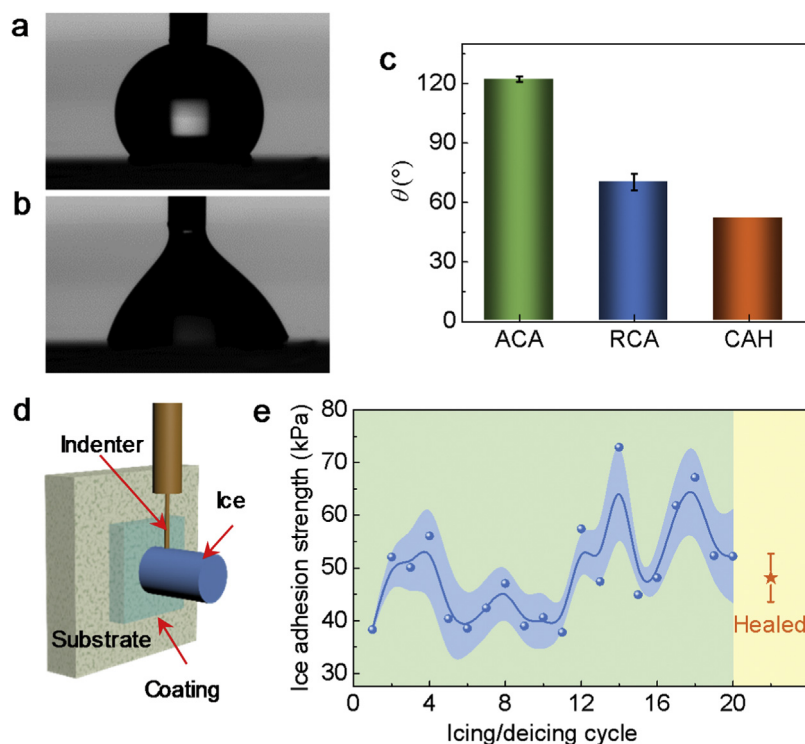 a
b
c
θ(°)
120
90
60
30
0
ACA RCA CAH
d
Indenter
Ice
Substrate
Coating
e
Ice adhesion strength (kPa)
80
70
60
50
40
30
0 4 8 12 16 20
Icing/deicing cycle
Healed